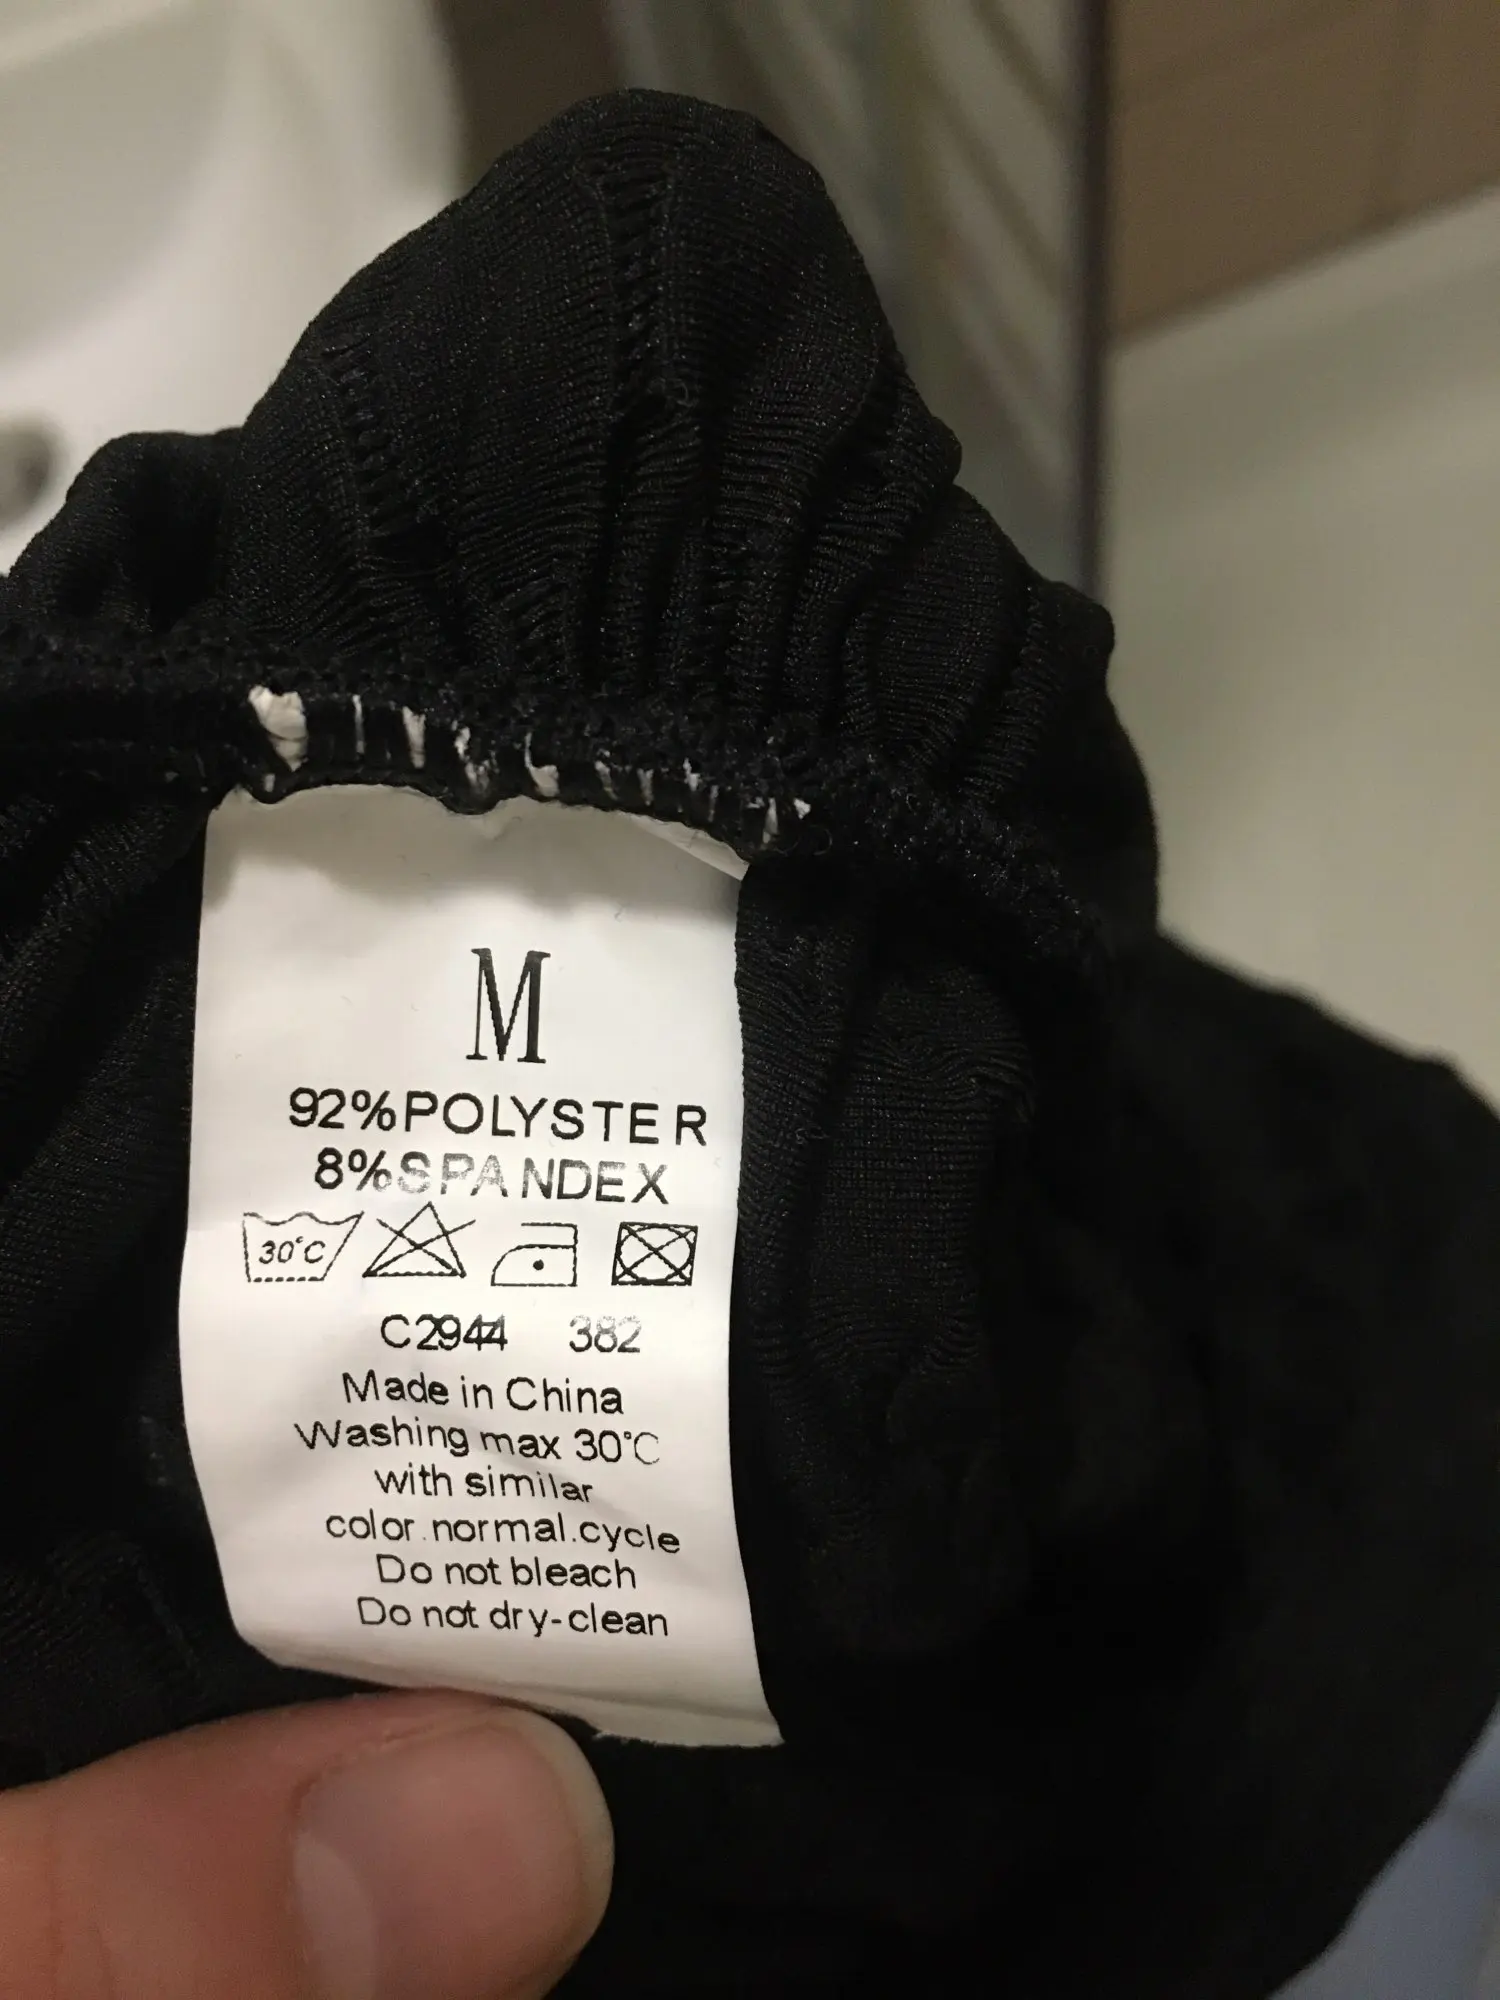 M
92%POLYSTER
8%SPANDEX
30°C
C2944 382
Made in China
Washing max 30°C
with similar
color.normal.cycle
Do not bleach
Do not dry-clean